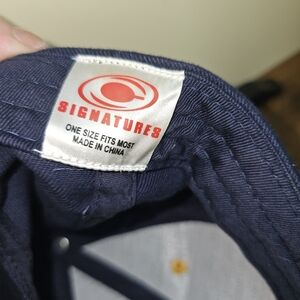 SIGNATURES
ONE SIZE FITS MOST
MADE IN CHINA